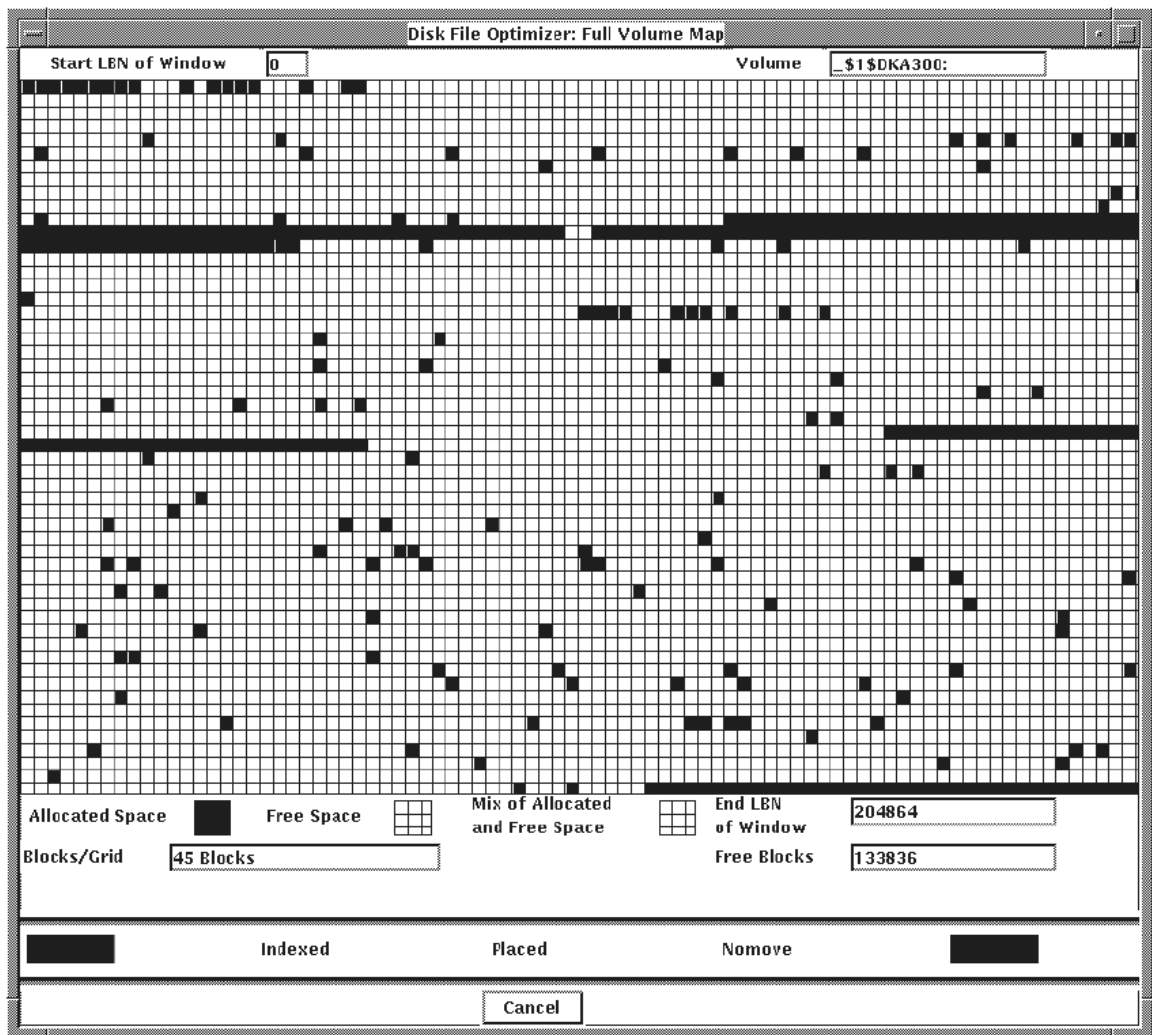 Disk File Optimizer: Full Volume Map
Start LBN of Window 0 Volume _$1$DKA300:
Allocated Space Free Space Mix of Allocated and Free Space End LBN of Window 204864
Blocks/Grid 45 Blocks Free Blocks 133836
Indexed Placed Nomove
Cancel